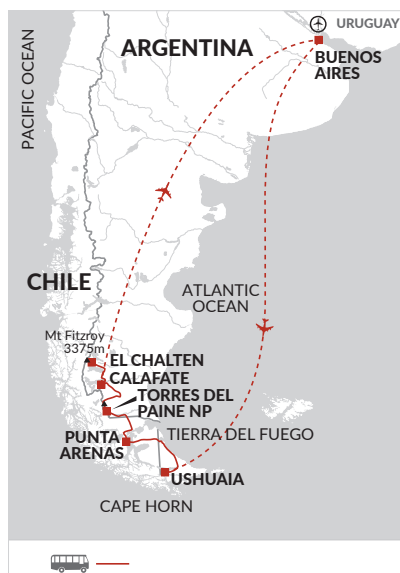 URUGUAY
ARGENTINA
BUENOS
AIRES
PACIFIC OCEAN
CHILE
ATLANTIC
OCEAN
Mt Fitzroy
3375m
EL CHALTEN
CALAFATE
TORRES DEL
PAINE NP
PUNTA
ARENAS
TIERRA DEL FUEGO
USHUAIA
CAPE HORN